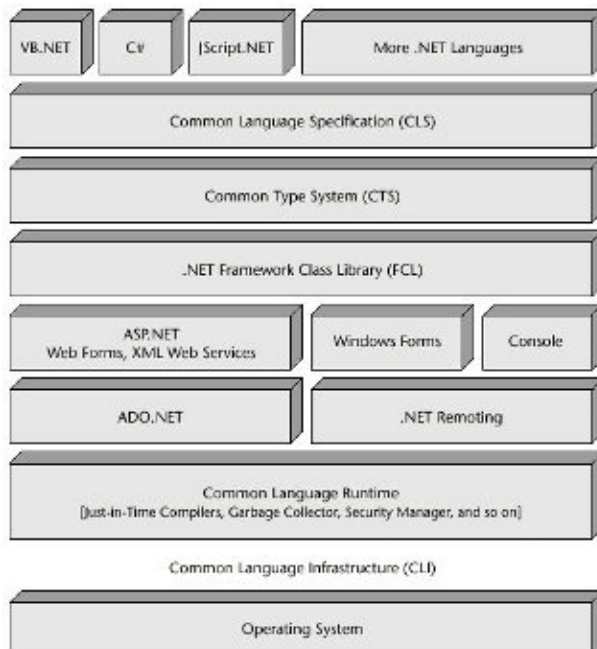 VB.NET
C#
JScript.NET
More .NET Languages
Common Language Specification (CLS)
Common Type System (CTS)
.NET Framework Class Library (FCL)
ASP.NET
Web Forms, XML Web Services
Windows Forms
Console
ADO.NET
.NET Remoting
Common Language Runtime
[Just-in-Time Compilers, Garbage Collector, Security Manager, and so on]
Common Language Infrastructure (CLI)
Operating System